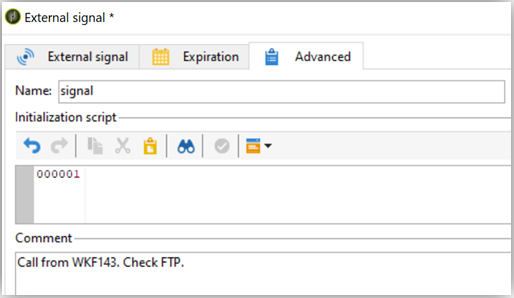 External signal *
External signal Expiration Advanced
Name: signal
Initialization script
000001
Comment
Call from WKF143. Check FTP.